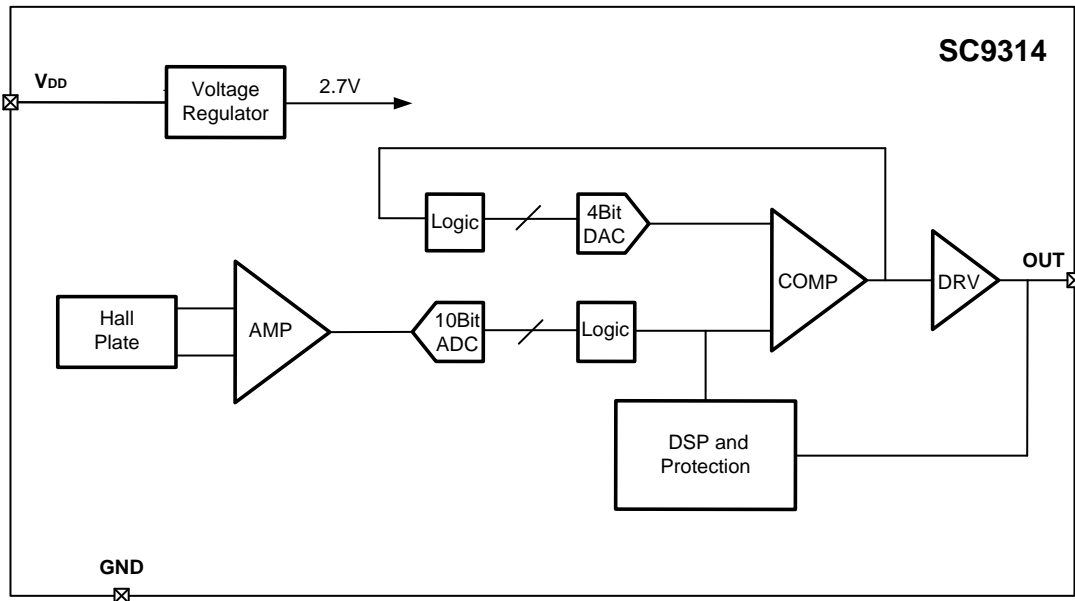 SC9314
VDD
Voltage
Regulator
2.7V
Logic
4Bit
DAC
COMP
DRV
OUT
Hall
Plate
AMP
10Bit
ADC
Logic
DSP and
Protection
GND